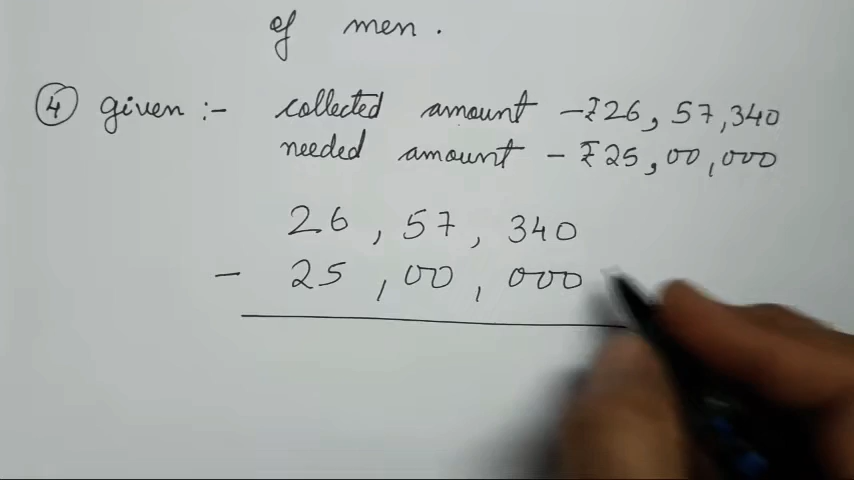 of men.
④ given :- collected amount - ₹26, 57,340
needed amount - ₹25,00,000
26, 57, 340
- 25,00,000